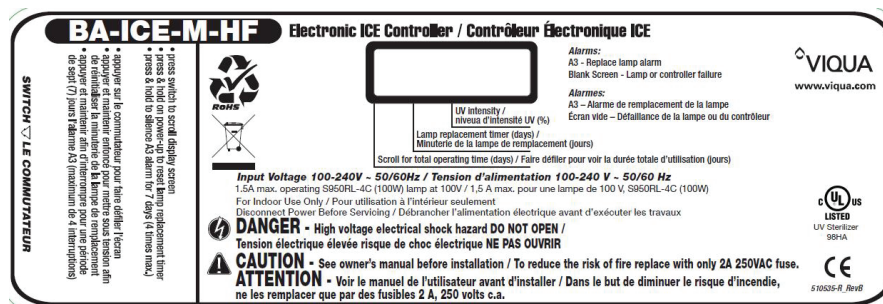 BA-ICE-M-HF
Electronic ICE Controller / Contrôleur Électronique ICE
SWITCH LE COMMUTATEUR
• press switch to scroll display screen
• press & hold on power-up to reset lamp replacement timer
• press & hold to silence A3 alarm for 7 days (4 times max.)
• appuyer sur le commutateur pour faire défiler l'écran
• appuyer et maintenir enfoncé pour mettre sous tension afin
de réinitialiser la minuterie de la lampe de remplacement
• appuyer et maintenir afin d'interrompre pour une période
de sept (7) jours l'alarme A3 (maximum de 4 interruptions)
RoHS
UV intensity /
niveau d'intensité UV (%)
Lamp replacement timer (days) /
Minuterie de la lampe de remplacement (jours)
Scroll for total operating time (days) / Faire défiler pour voir la durée totale d'utilisation (jours)
Alarms:
A3 - Replace lamp alarm
Blank Screen - Lamp or controller failure
Alarmes:
A3 – Alarme de remplacement de la lampe
Écran vide – Défaillance de la lampe ou du contrôleur
VIQUA
www.viqua.com
Input Voltage 100-240V ~ 50/60Hz / Tension d'alimentation 100-240 V ~ 50/60 Hz
1.5A max. operating S950RL-4C (100W) lamp at 100V / 1,5 A max. pour une lampe de 100 V, S950RL-4C (100W)
For Indoor Use Only / Pour utilisation à l'intérieur seulement
Disconnect Power Before Servicing / Débrancher l'alimentation électrique avant d'exécuter les travaux
DANGER - High voltage electrical shock hazard DO NOT OPEN /
Tension électrique élevée risque de choc électrique NE PAS OUVRIR
CAUTION - See owner's manual before installation / To reduce the risk of fire replace with only 2A 250VAC fuse.
ATTENTION - Voir le manuel de l'utilisateur avant d'installer / Dans le but de diminuer le risque d'incendie,
ne les remplacer que par des fusibles 2 A, 250 volts c.a.
C UL US
LISTED
UV Sterilizer
98HA
CE
510535-R_RevB